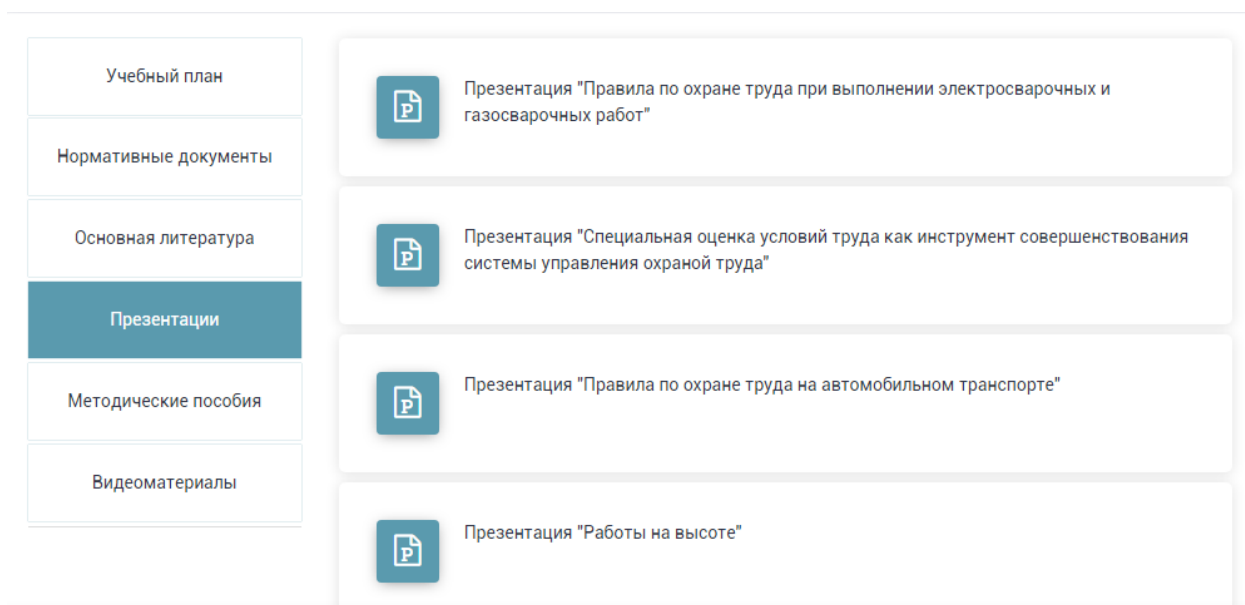 Учебный план
Нормативные документы
Основная литература
Презентации
Методические пособия
Видеоматериалы
Презентация "Правила по охране труда при выполнении электросварочных и
газосварочных работ"
Презентация "Специальная оценка условий труда как инструмент совершенствования
системы управления охраной труда"
Презентация "Правила по охране труда на автомобильном транспорте"
Презентация "Работы на высоте"